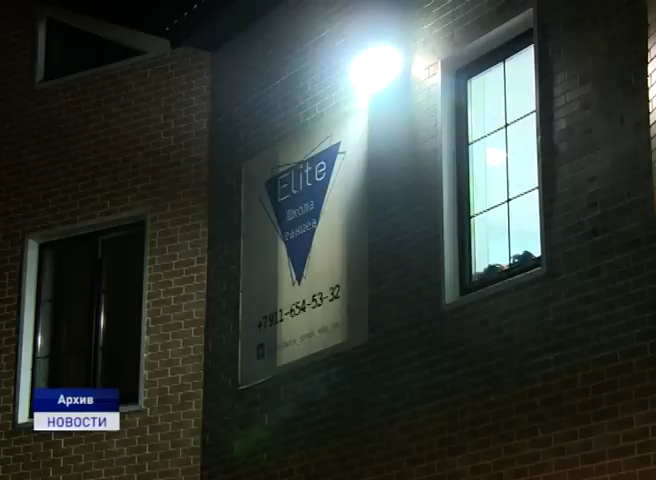 Elite
школа
танцев
+7911-654-53-32
Архив
НОВОСТИ